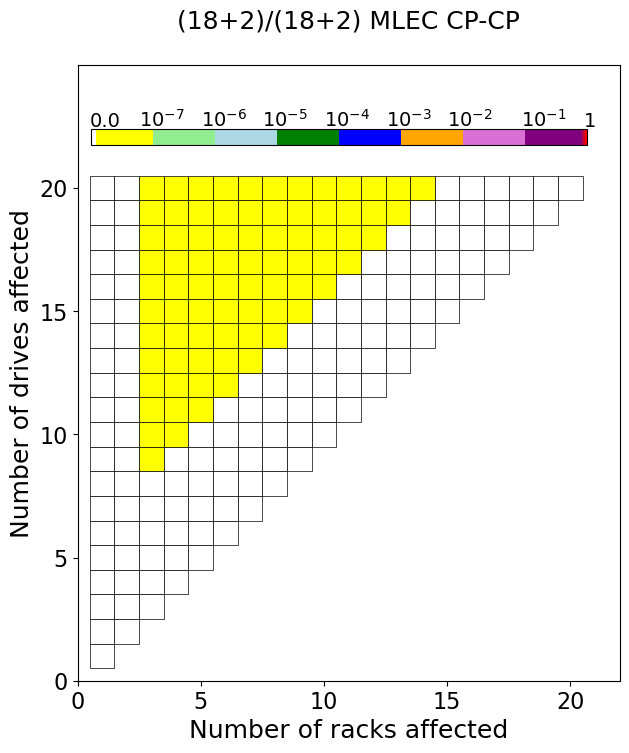 (18+2)/(18+2) MLEC CP-CP
0.0 10⁻⁷ 10⁻⁶ 10⁻⁵ 10⁻⁴ 10⁻³ 10⁻² 10⁻¹ 1
20
15
10
5
0
Number of drives affected
0 5 10 15 20
Number of racks affected